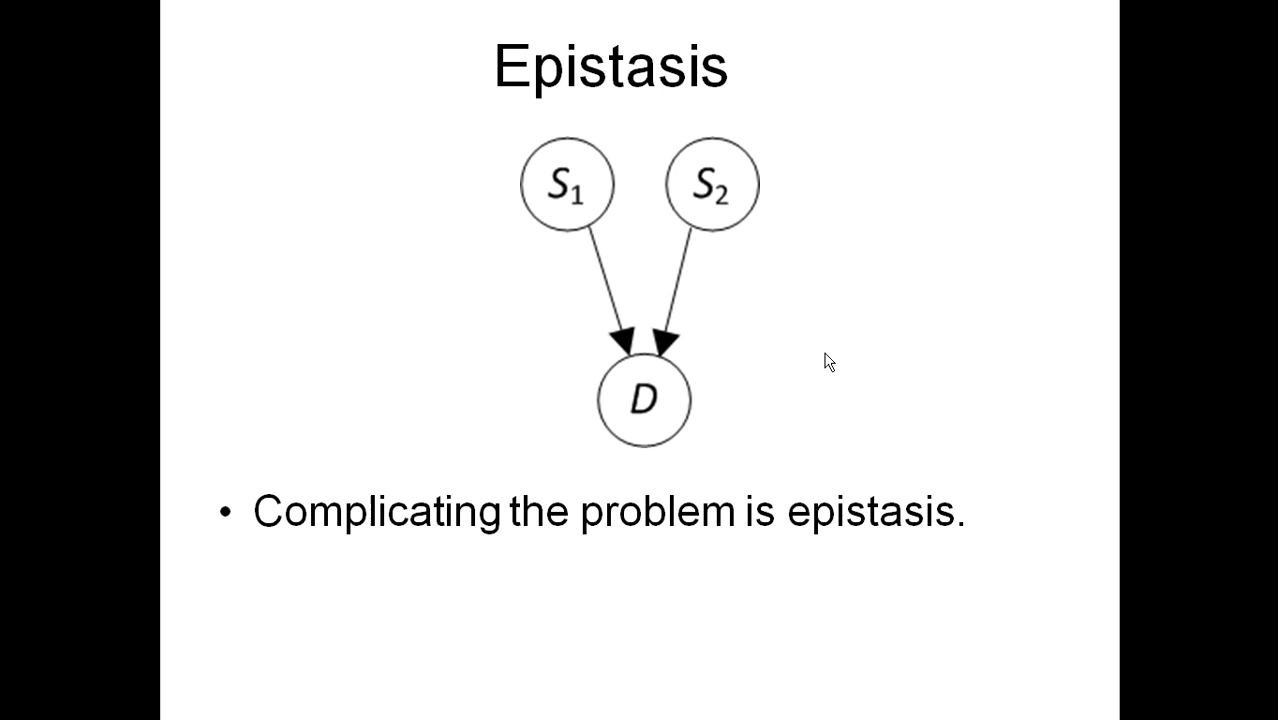 Epistasis
S₁ S₂
D
• Complicating the problem is epistasis.